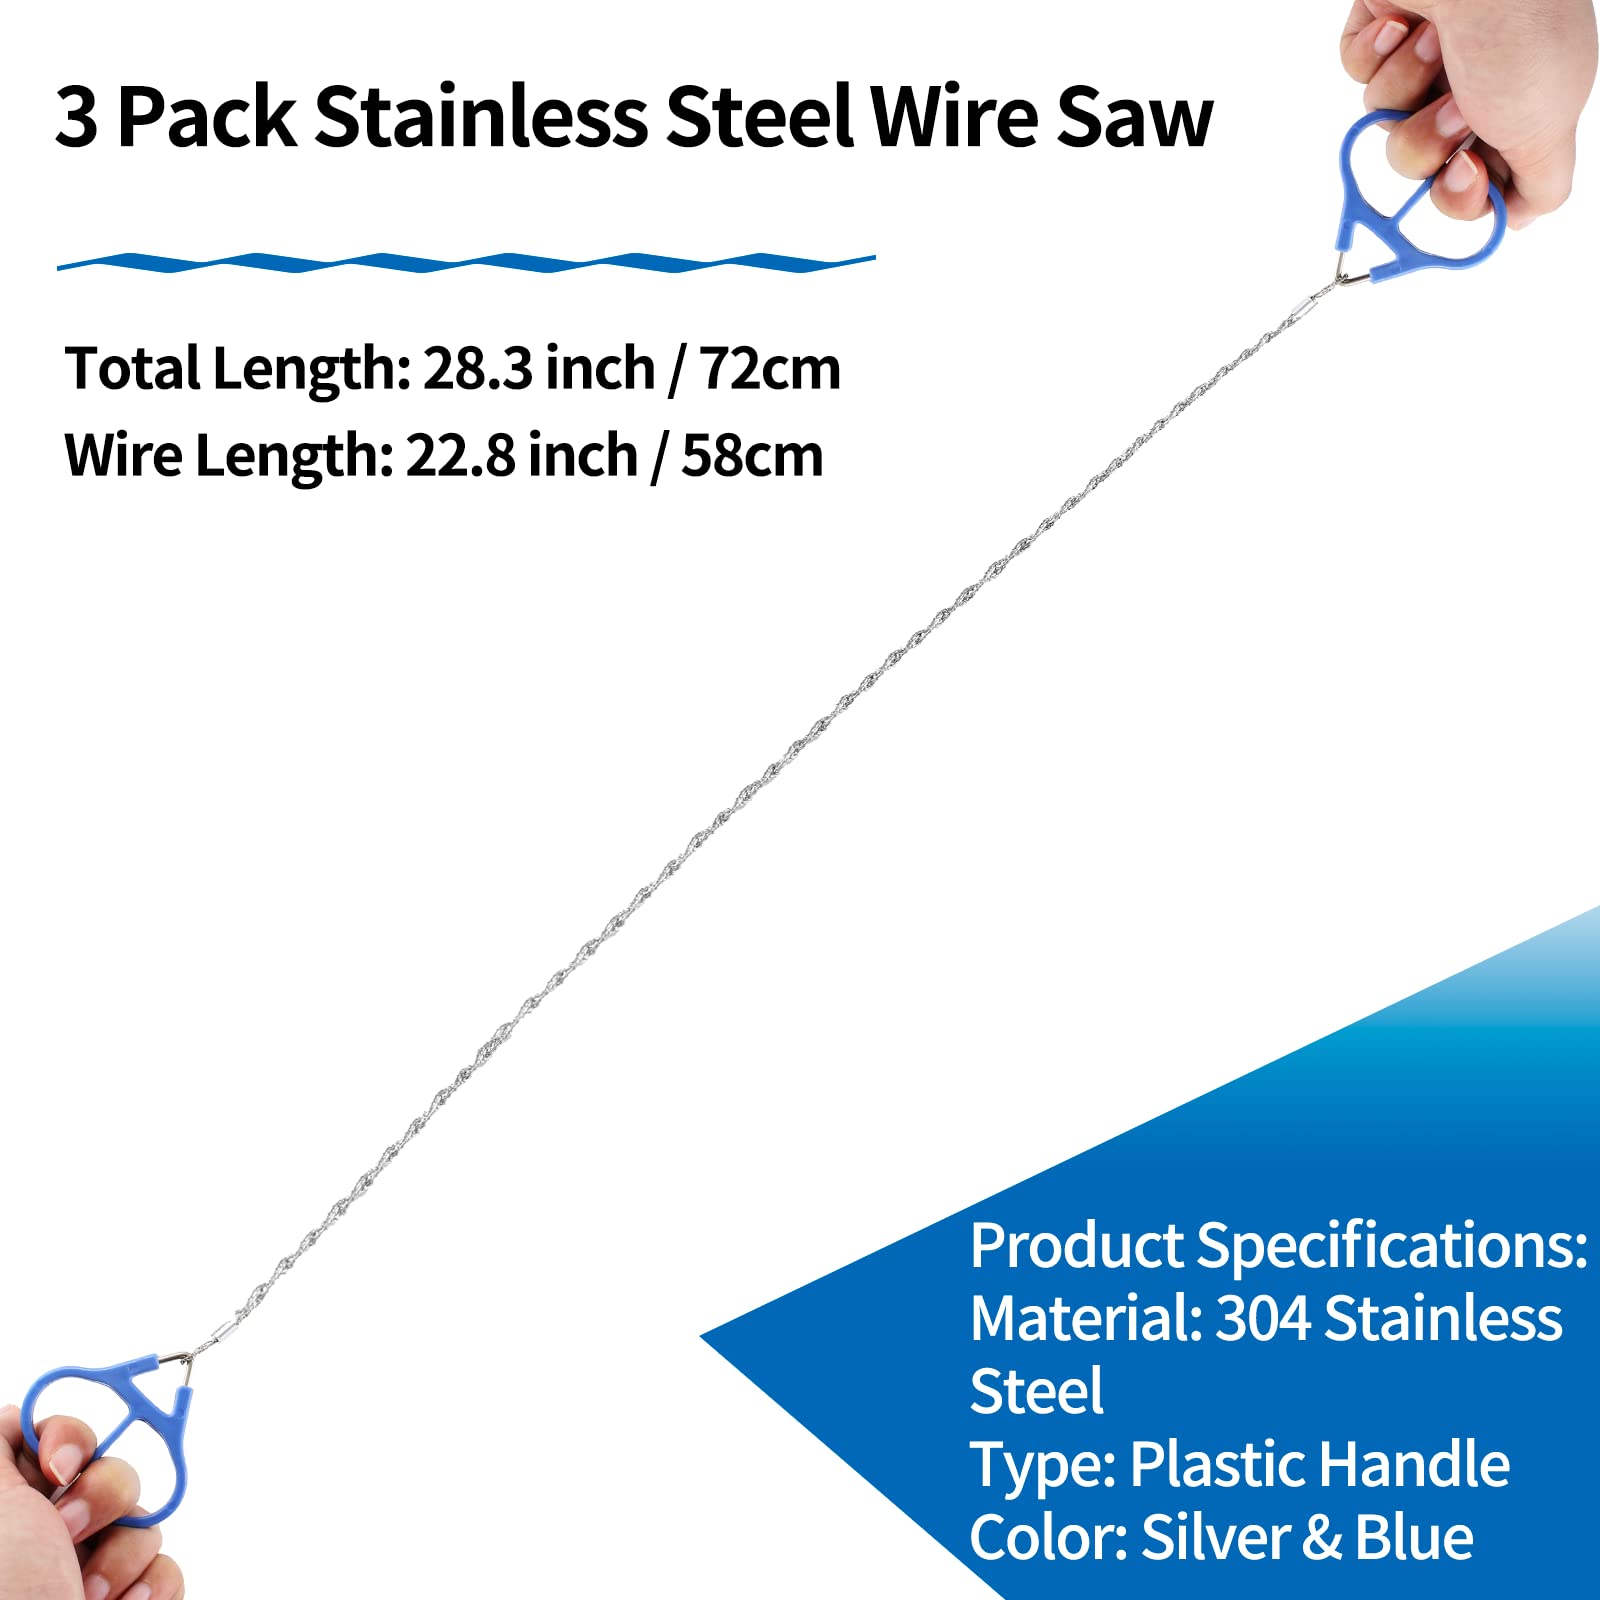 3 Pack Stainless Steel Wire Saw
Total Length: 28.3 inch / 72cm
Wire Length: 22.8 inch / 58cm
Product Specifications:
Material: 304 Stainless
Steel
Type: Plastic Handle
Color: Silver & Blue